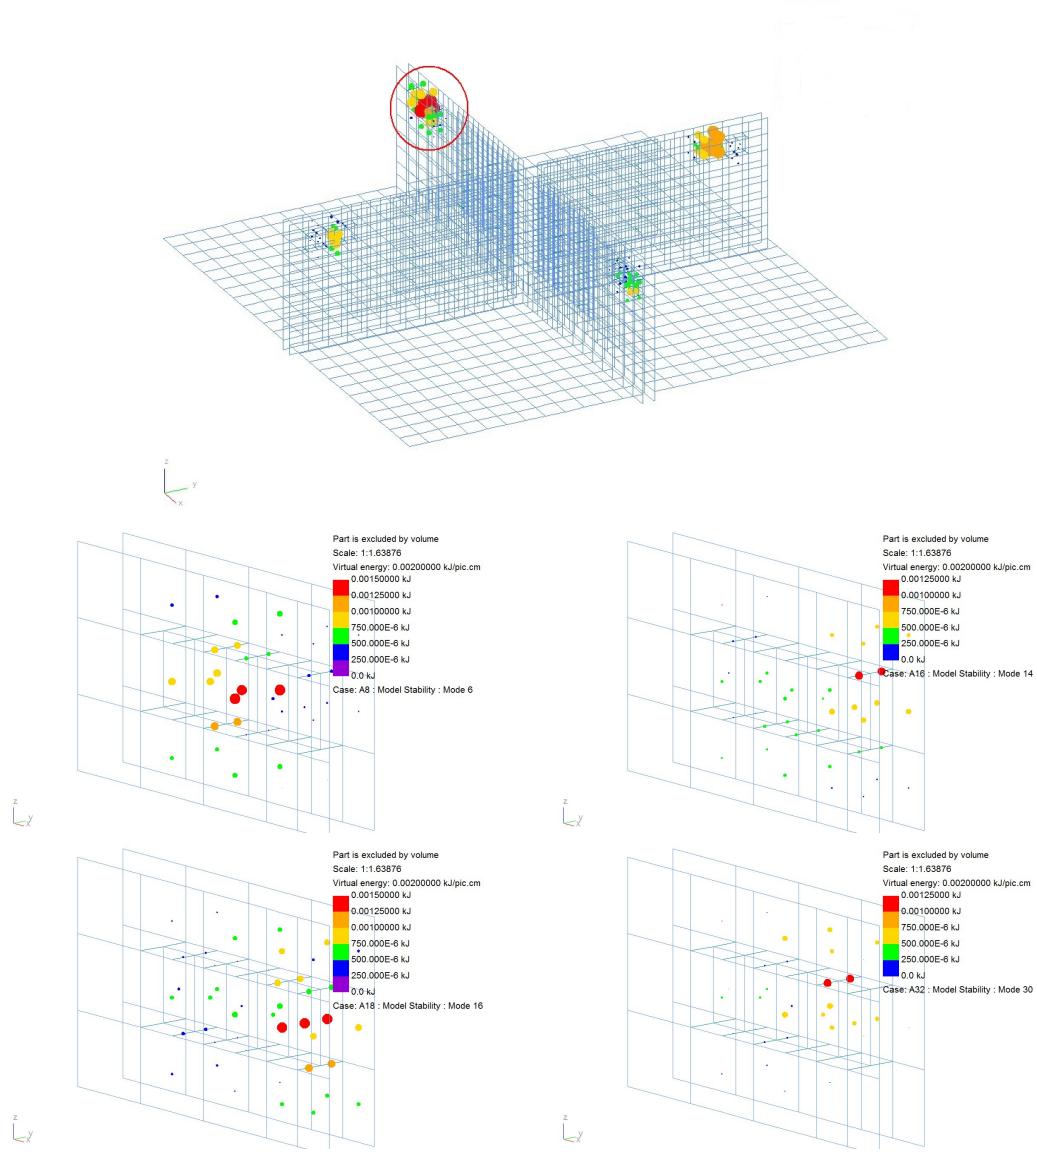 z
y
x
Part is excluded by volume
Scale: 1:1.63876
Virtual energy: 0.00200000 kJ/pic.cm
0.00150000 kJ
0.00125000 kJ
0.00100000 kJ
750.000E-6 kJ
500.000E-6 kJ
250.000E-6 kJ
0.0 kJ
Case: A8 : Model Stability : Mode 6
z
y
x
Part is excluded by volume
Scale: 1:1.63876
Virtual energy: 0.00200000 kJ/pic.cm
0.00125000 kJ
0.00100000 kJ
750.000E-6 kJ
500.000E-6 kJ
250.000E-6 kJ
0.0 kJ
Case: A16 : Model Stability : Mode 14
z
y
x
Part is excluded by volume
Scale: 1:1.63876
Virtual energy: 0.00200000 kJ/pic.cm
0.00150000 kJ
0.00125000 kJ
0.00100000 kJ
750.000E-6 kJ
500.000E-6 kJ
250.000E-6 kJ
0.0 kJ
Case: A18 : Model Stability : Mode 16
z
y
x
Part is excluded by volume
Scale: 1:1.63876
Virtual energy: 0.00200000 kJ/pic.cm
0.00125000 kJ
0.00100000 kJ
750.000E-6 kJ
500.000E-6 kJ
250.000E-6 kJ
0.0 kJ
Case: A32 : Model Stability : Mode 30
z
y
x